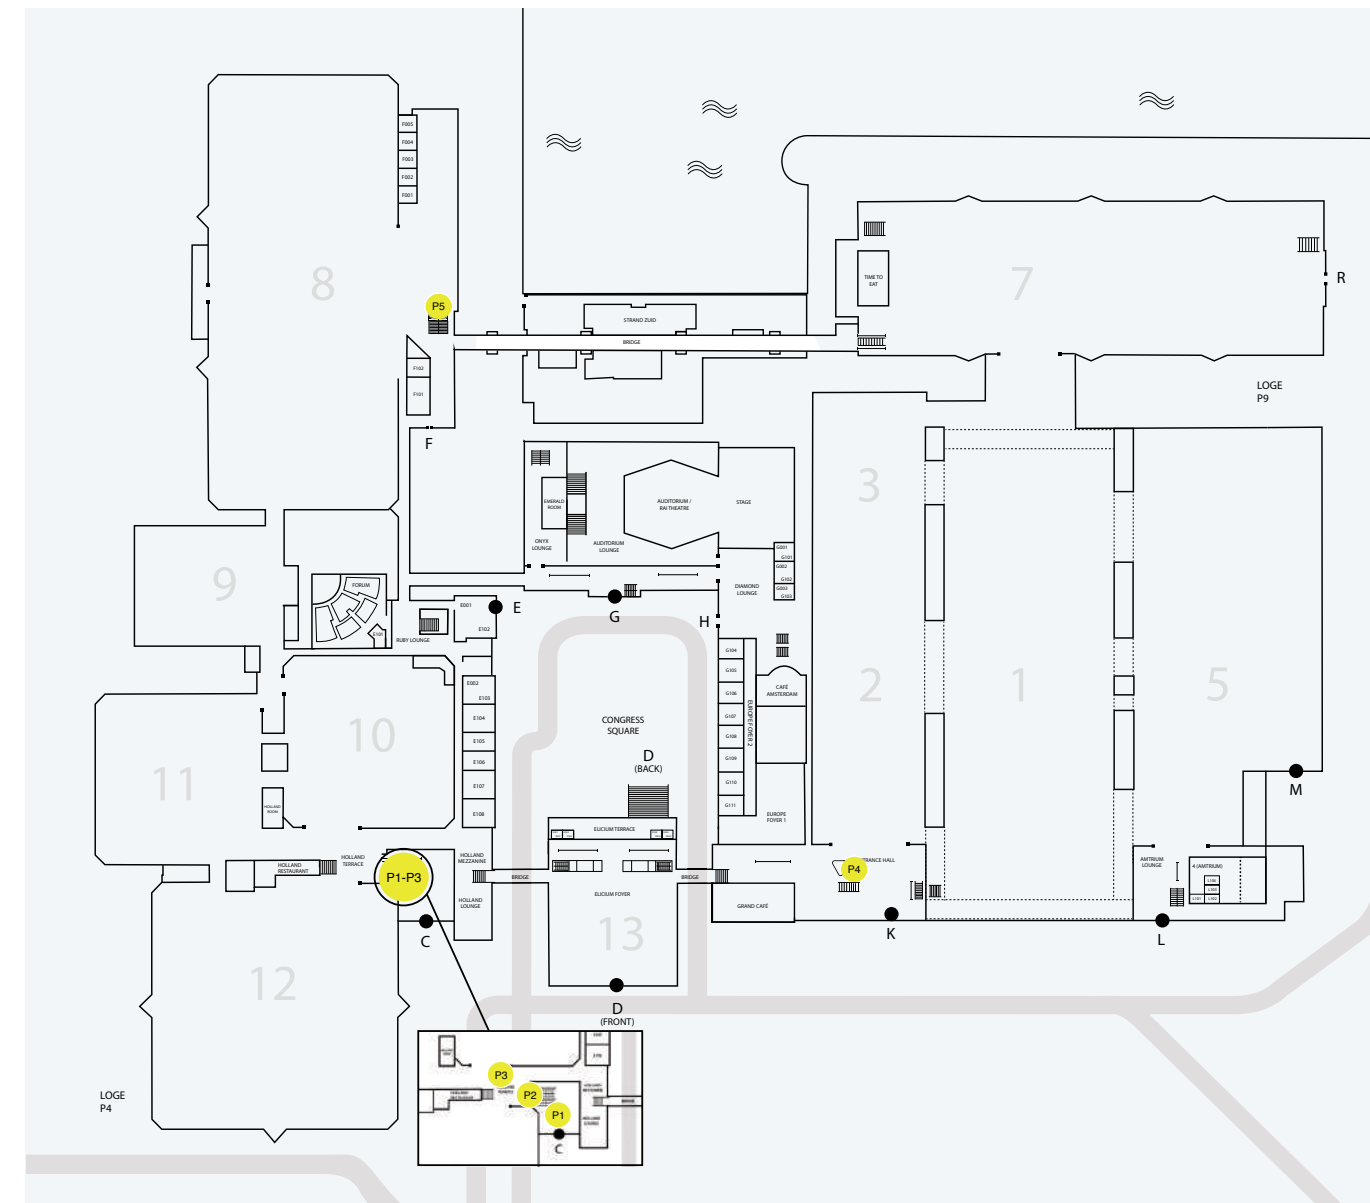 F005
F004
F003
F002
F001
8
P5
STRAND ZUID
BRIDGE
TIME TO
EAT
7
R
LOGE
P9
F102
F101
F
3
EMERALD
ROOM
ONYX
LOUNGE
AUDITORIUM
LOUNGE
AUDITORIUM /
RAI THEATRE
STAGE
G001
G101
G002
G102
G003
G103
DIAMOND
LOUNGE
9
FORUM
RUBY LOUNGE
E001
E102
E
G
H
G104
G105
G106
G107
G108
G109
G110
G111
EUROPE FOYER 2
CAFÉ
AMSTERDAM
EUROPE
FOYER 1
2
1
5
M
10
E002
E103
E104
E105
E106
E107
E108
CONGRESS
SQUARE
D
(BACK)
11
HOLLAND
ROOM
HOLLAND
TERRACE
HOLLAND
RESTAURANT
P1-P3
HOLLAND
MEZZANINE
HOLLAND
LOUNGE
C
BRIDGE
ELICIUM TERRACE
ELICIUM FOYER
BRIDGE
13
D
(FRONT)
GRAND CAFÉ
P4
TRANCE HALL
K
AMTRIUM
LOUNGE
4 (AMTRIUM)
L
12
LOGE
P4
P3
P2
P1
C